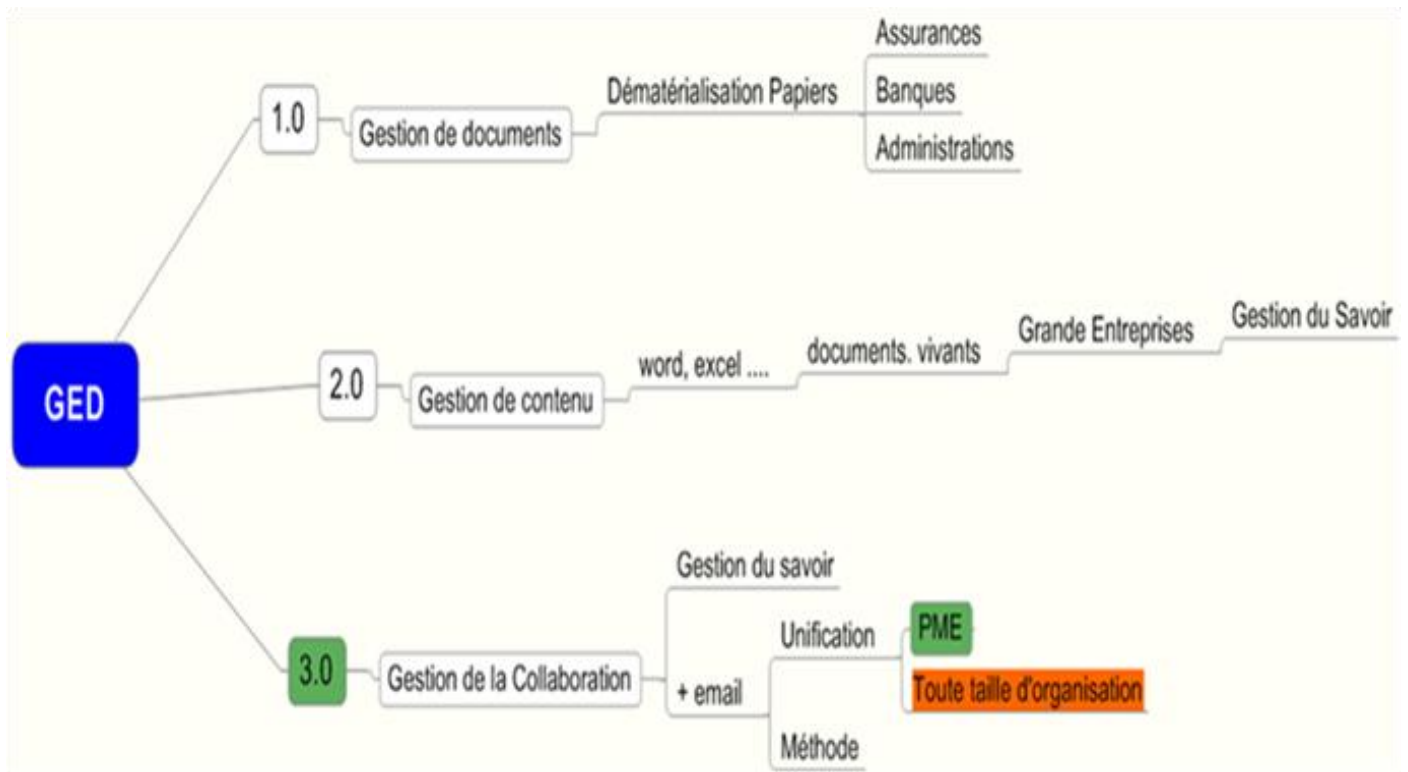 GED
1.0
Gestion de documents
Dématérialisation Papiers
Assurances
Banques
Administrations
2.0
Gestion de contenu
word, excel ....
documents. vivants
Grande Entreprises
Gestion du Savoir
3.0
Gestion de la Collaboration
Gestion du savoir
+ email
Unification
PME
Toute taille d'organisation
Méthode